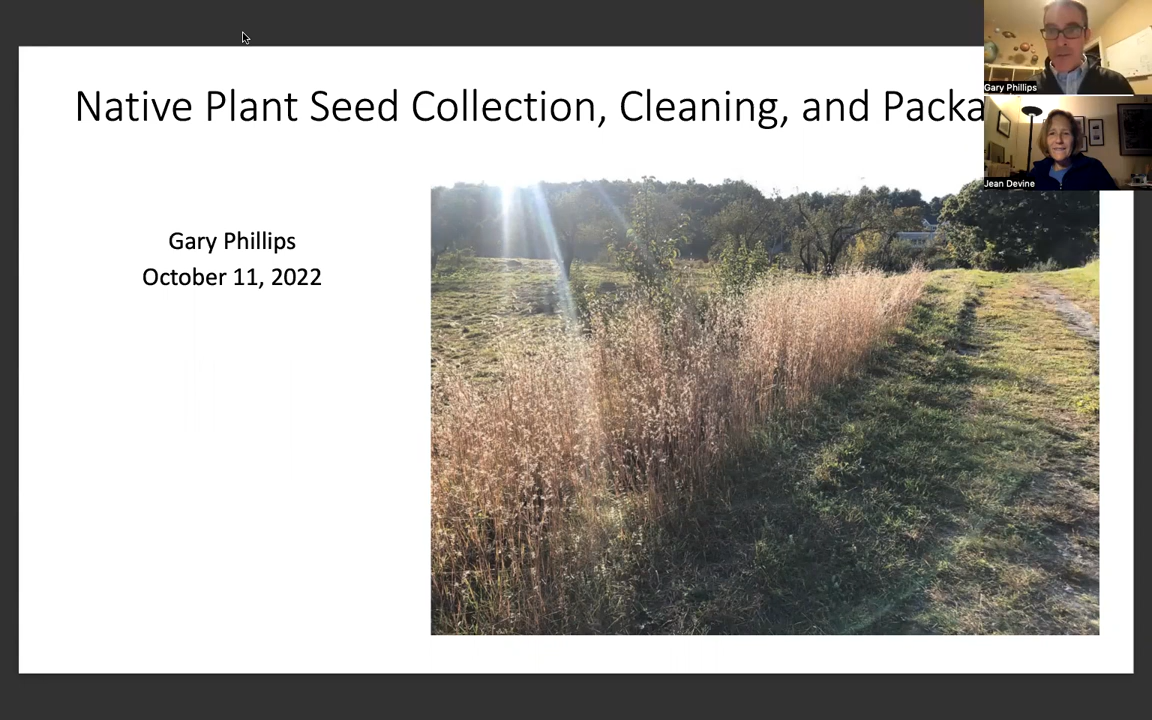 Native Plant Seed Collection, Cleaning, and Packa
Gary Phillips
October 11, 2022
Gary Phillips
Jean Devine